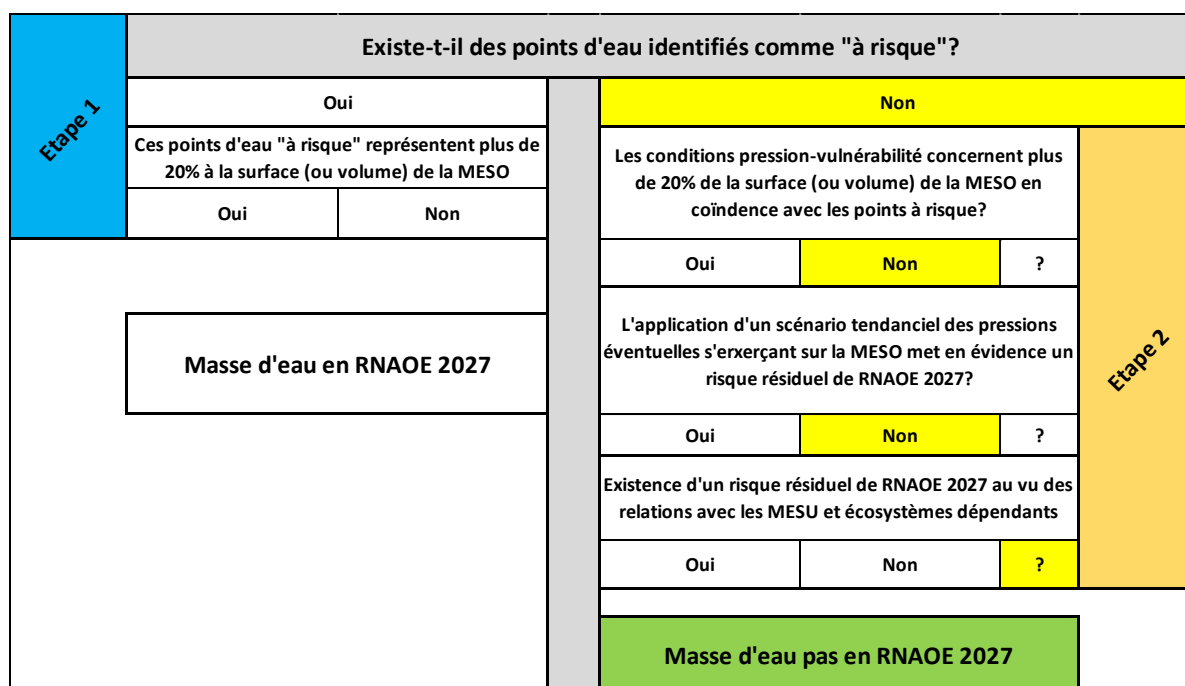 Existe-t-il des points d'eau identifiés comme "à risque"?
Etape 1
Oui
Non
Ces points d'eau "à risque" représentent plus de
20% à la surface (ou volume) de la MESO
Oui
Non
Les conditions pression-vulnérabilité concernent plus
de 20% de la surface (ou volume) de la MESO en
coïndence avec les points à risque?
Oui
Non
?
Masse d'eau en RNAOE 2027
L'application d'un scénario tendanciel des pressions
éventuelles s'erxerçant sur la MESO met en évidence un
risque résiduel de RNAOE 2027?
Etape 2
Oui
Non
?
Existence d'un risque résiduel de RNAOE 2027 au vu des
relations avec les MESU et écosystèmes dépendants
Oui
Non
?
Masse d'eau pas en RNAOE 2027